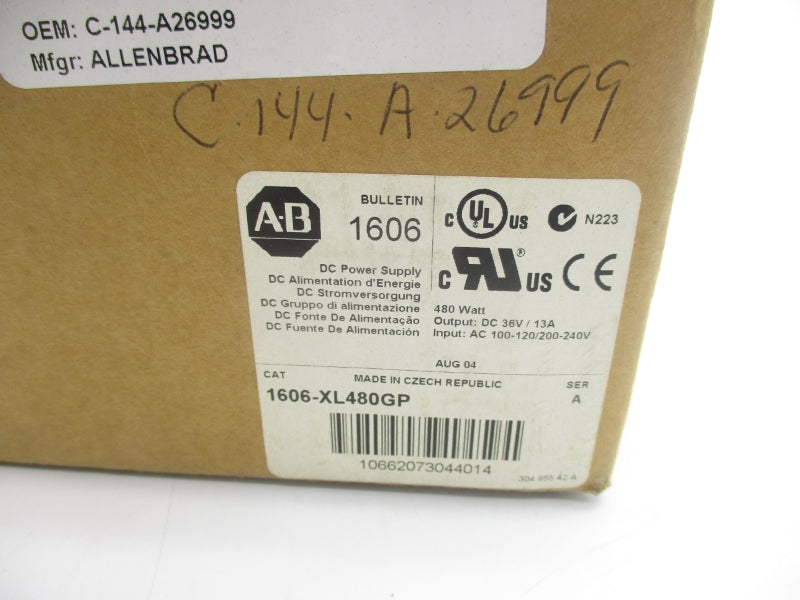 OEM: C-144-A26999
Mfgr: ALLENBRAD
C.144.A.26999
A·B
BULLETIN
1606
C UL US
N223
C RU ® US CE
DC Power Supply
DC Alimentation d'Energie
DC Stromversorgung
DC Gruppo di alimentazione
DC Fonte De Alimentação
DC Fuente De Alimentación
480 Watt
Output: DC 36V / 13A
Input: AC 100-120/200-240V
AUG 04
CAT
MADE IN CZECH REPUBLIC
SER
1606-XL480GP
A
10662073044014
304.955.42 A